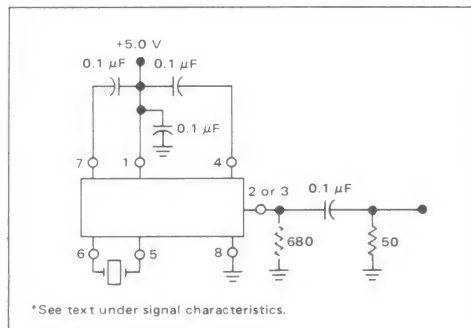 +5.0 V
0.1 µF 0.1 µF
0.1 µF
7 1 4
2 or 3
0.1 µF
6 5 8
680
50
*See text under signal characteristics.